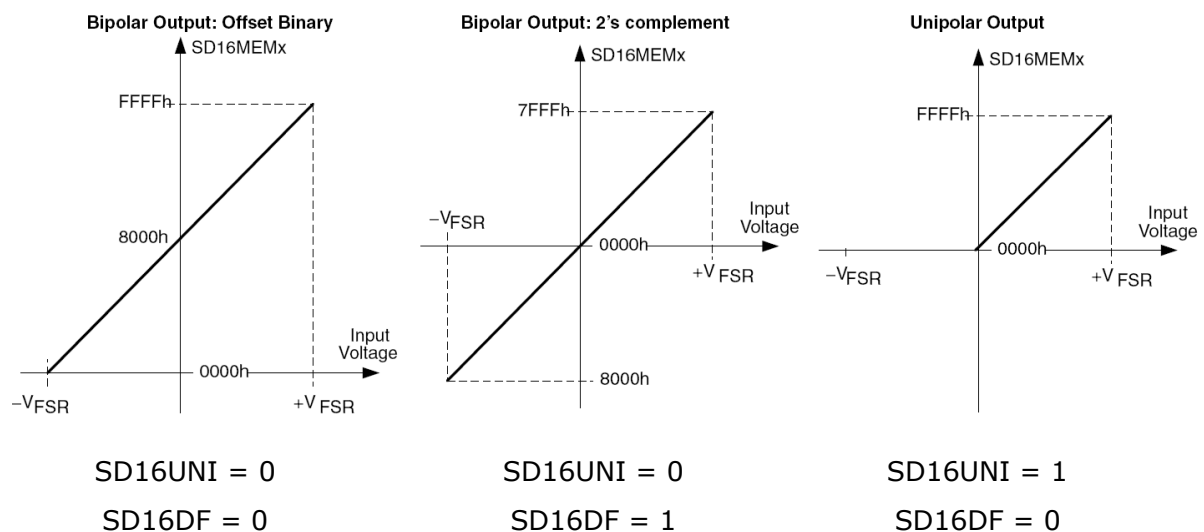 Bipolar Output: Offset Binary
SD16MEMx
FFFFh
8000h
Input
Voltage
0000h
−VFSR
+VFSR
SD16UNI = 0
SD16DF = 0
Bipolar Output: 2's complement
SD16MEMx
7FFFh
−VFSR
Input
Voltage
0000h
+VFSR
8000h
SD16UNI = 0
SD16DF = 1
Unipolar Output
SD16MEMx
FFFFh
Input
Voltage
0000h
−VFSR
+VFSR
SD16UNI = 1
SD16DF = 0